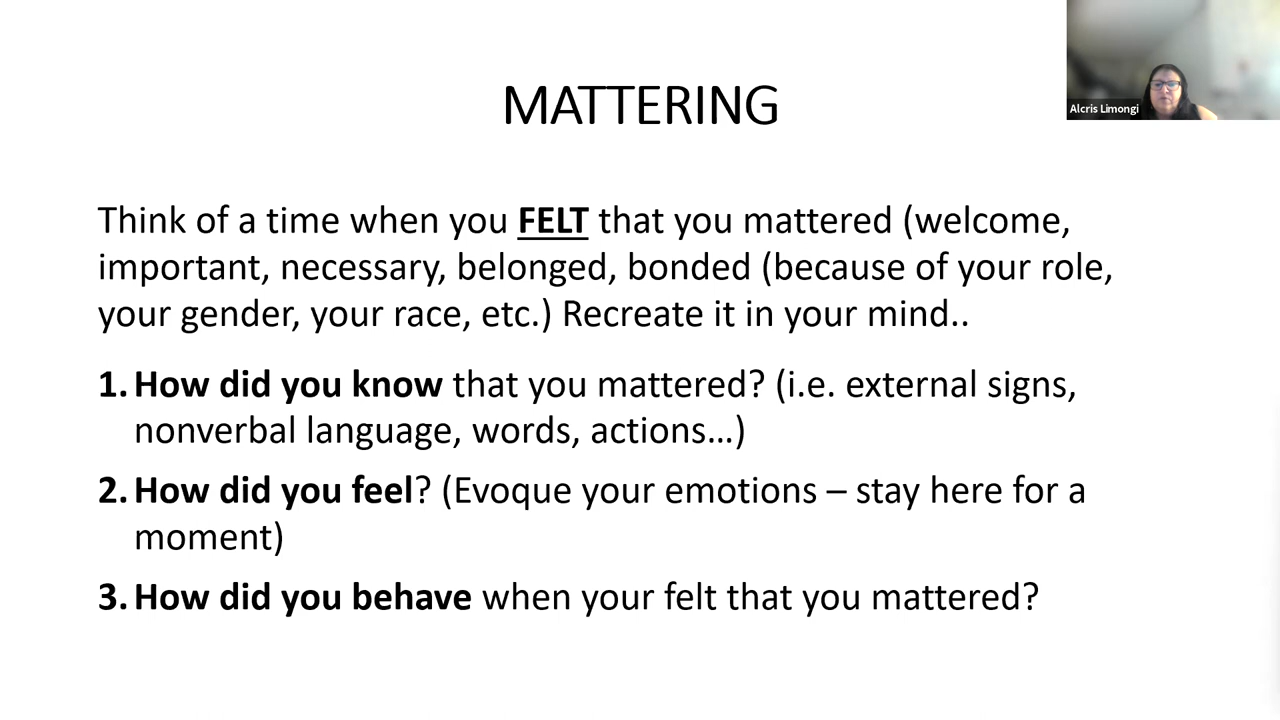 MATTERING
Alcris Limongi
Think of a time when you FELT that you mattered (welcome,
important, necessary, belonged, bonded (because of your role,
your gender, your race, etc.) Recreate it in your mind..
1. How did you know that you mattered? (i.e. external signs,
nonverbal language, words, actions…)
2. How did you feel? (Evoque your emotions – stay here for a
moment)
3. How did you behave when your felt that you mattered?